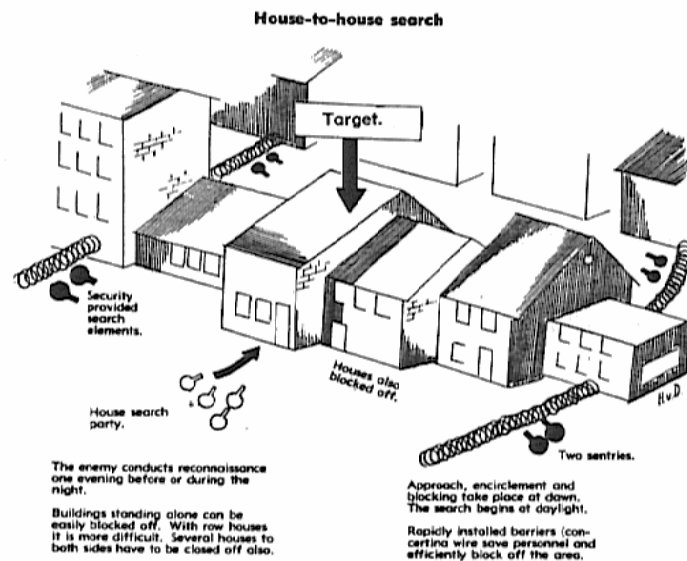 House-to-house search
Target.
Security
provided
search
elements.
House search
party.
Houses also
blocked off.
H.v.D.
Two sentries.
The enemy conducts reconnaissance
one evening before or during the
night.
Buildings standing alone can be
easily blocked off. With row houses
it is more difficult. Several houses to
both sides have to be closed off also.
Approach, encirclement and
blocking take place at dawn.
The search begins at daylight.
Rapidly installed barriers (con-
certina wire save personnel and
efficiently block off the area.